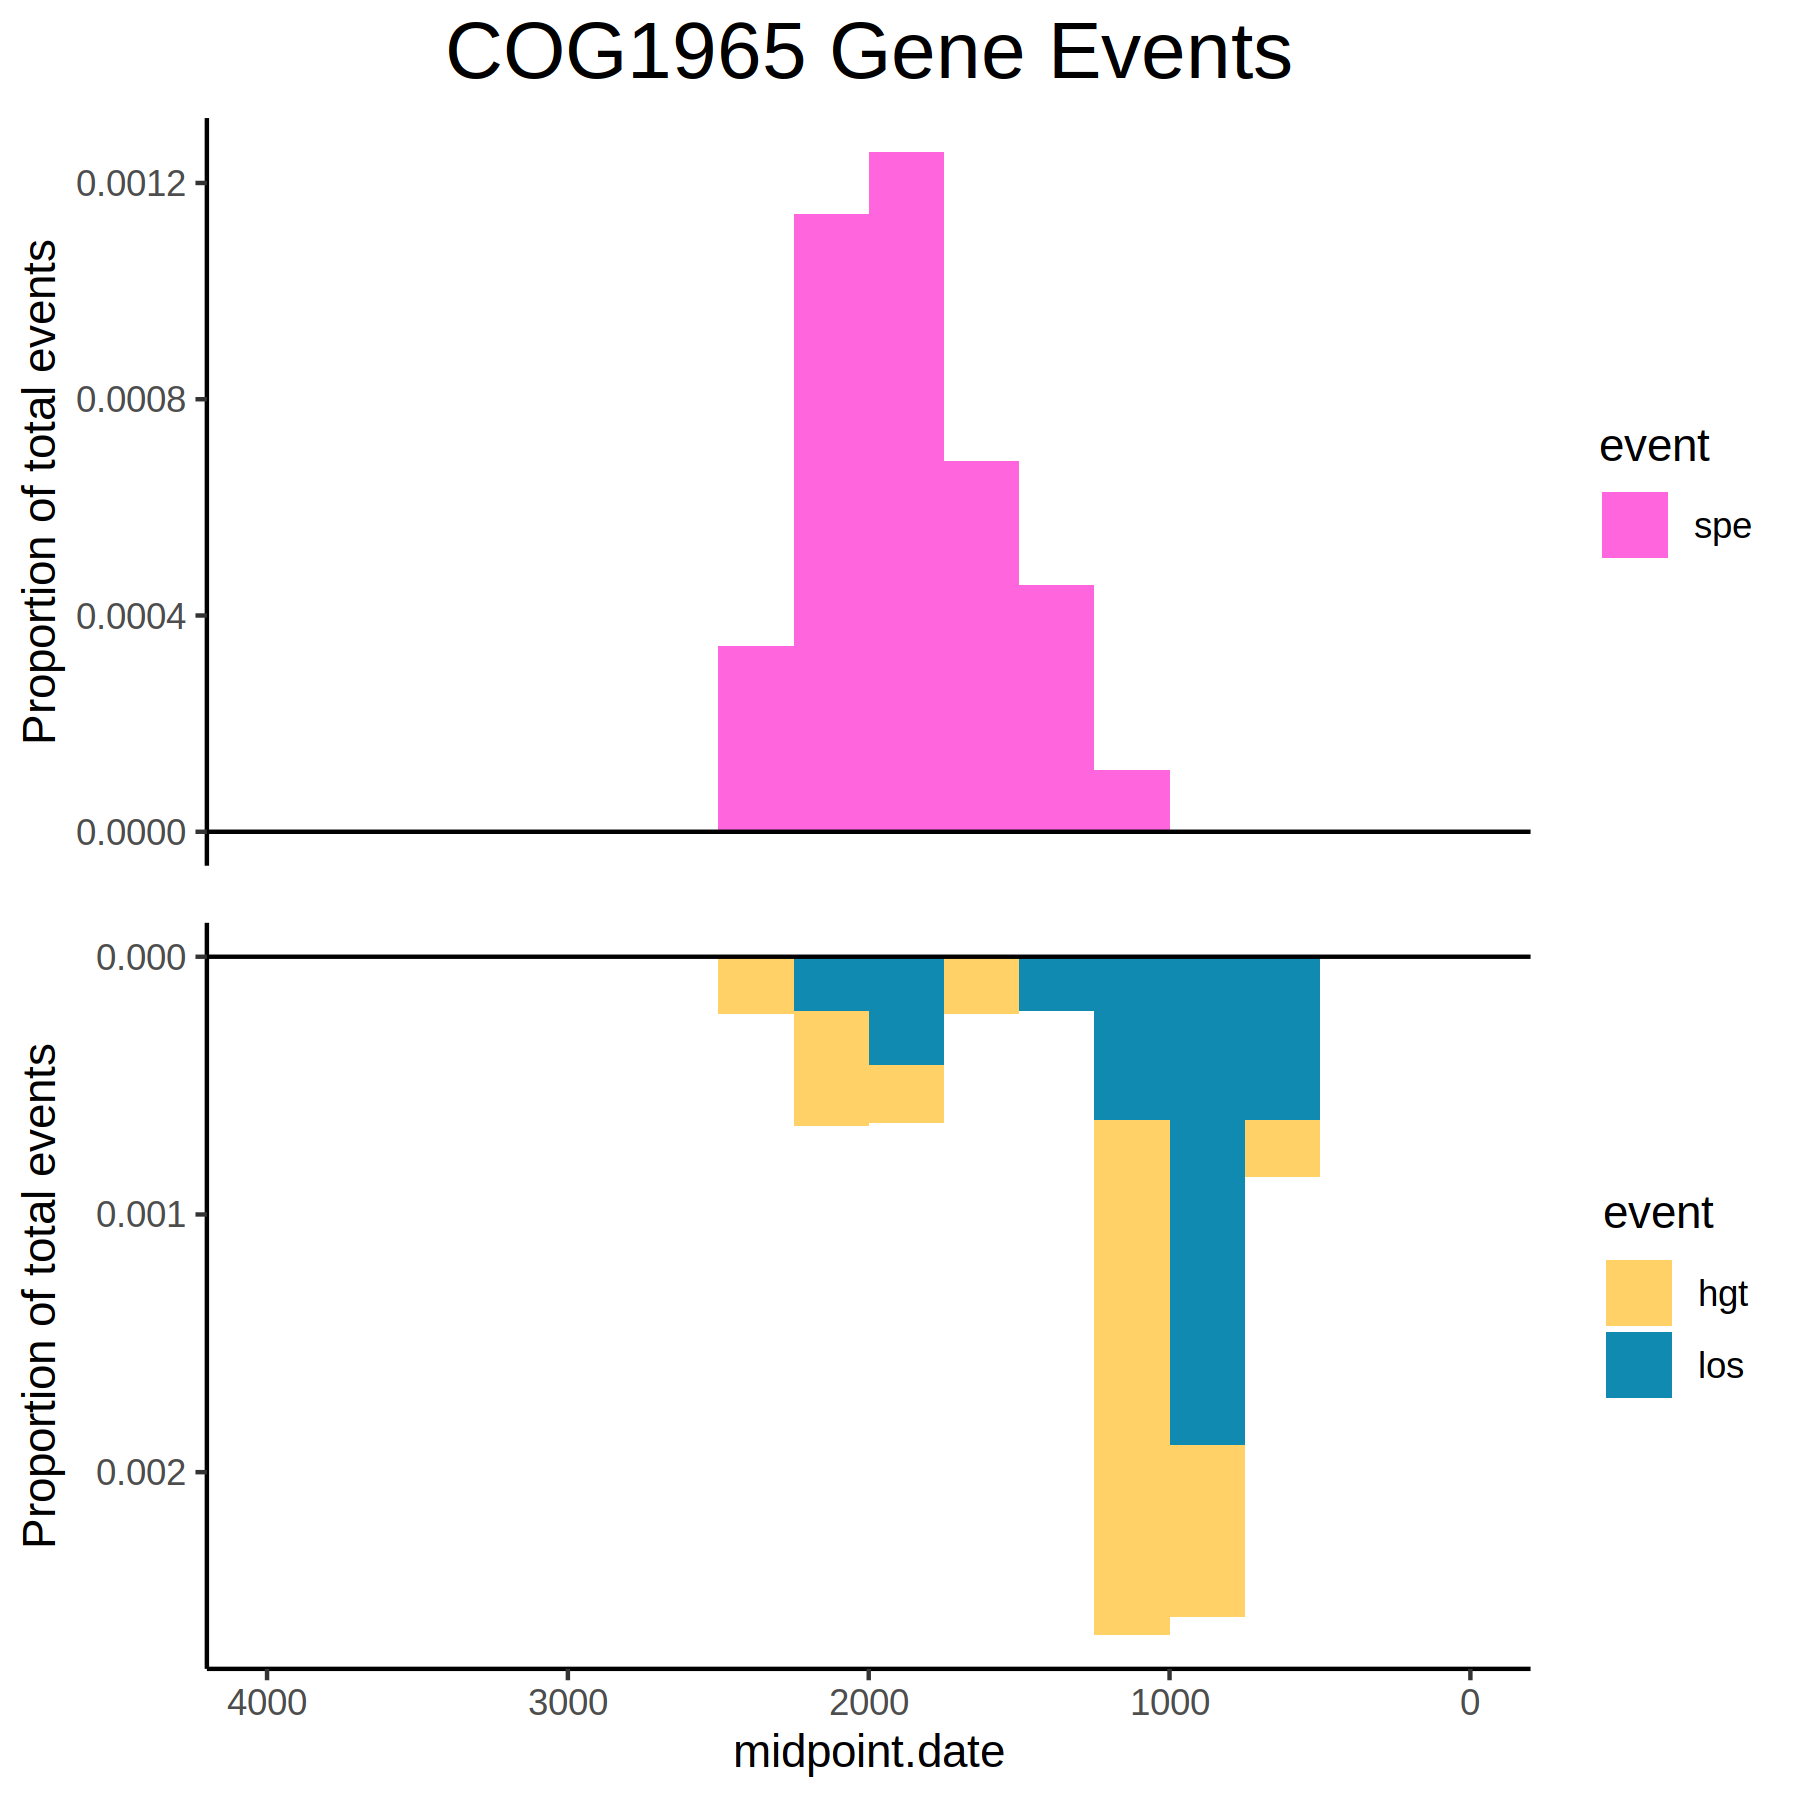 COG1965 Gene Events
Proportion of total events
0.0012
0.0008
0.0004
0.0000
event
spe
Proportion of total events
0.000
0.001
0.002
event
hgt
los
4000 3000 2000 1000 0
midpoint.date